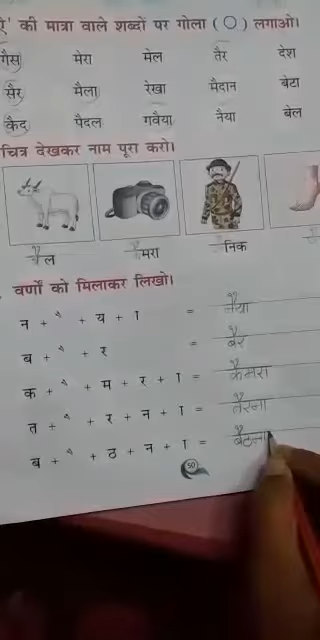 ऐ' की मात्रा वाले शब्दों पर गोला (○) लगाओ।
गैस मेरा मेल तैर देश
सैर मैला रेखा मैदान बेटा
कैद पैदल गवैया नैया बेल
चित्र देखकर नाम पूरा करो।
बैल कैमरा सैनिक
वर्णों को मिलाकर लिखो।
न + ै + य + ा = नैया
ब + ै + र = बैर
क + ै + म + र + ा = कैमरा
त + ै + र + न + ा = तैरना
ब + ै + ठ + न + ा = बैठना
50